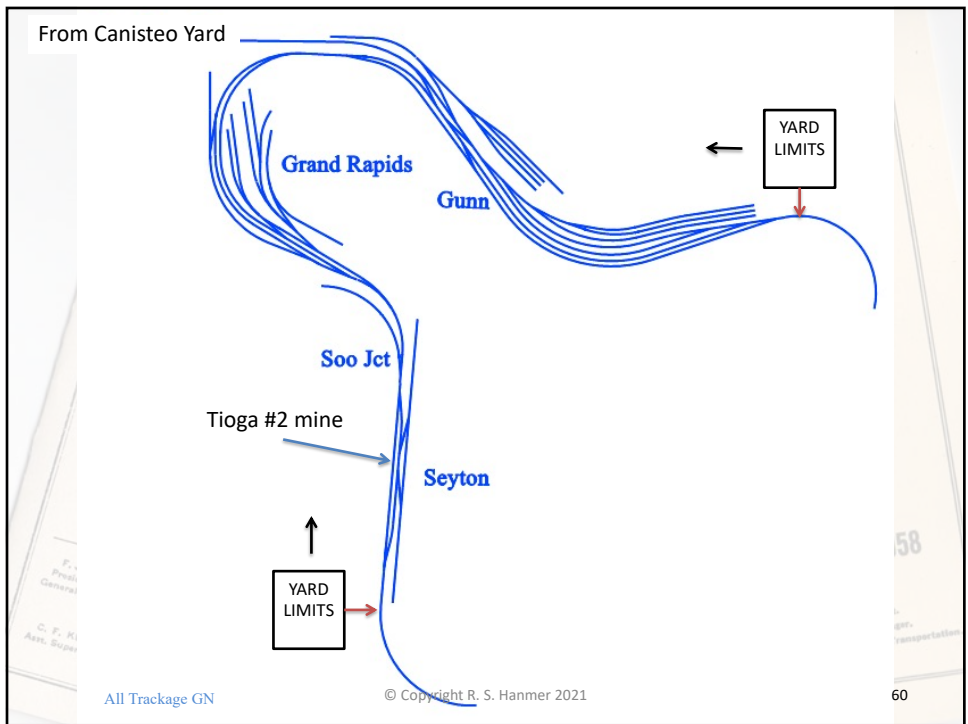 From Canisteo Yard
YARD
LIMITS
Grand Rapids
Gunn
Soo Jct
Tioga #2 mine
Seyton
YARD
LIMITS
58
All Trackage GN
© Copyright R. S. Hanmer 2021
60